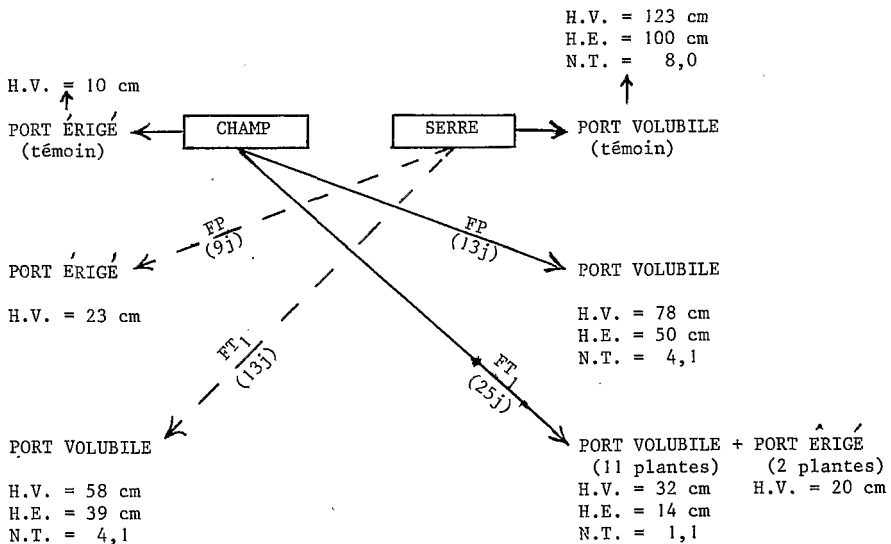 H.V. = 123 cm
H.E. = 100 cm
N.T. = 8,0
H.V. = 10 cm
PORT ÉRIGÉ
(témoin)
CHAMP
SERRE
PORT VOLUBILE
(témoin)
FP
(9j)
FP
(13j)
PORT ÉRIGÉ
H.V. = 23 cm
PORT VOLUBILE
H.V. = 78 cm
H.E. = 50 cm
N.T. = 4,1
FT1
(13j)
FT1
(25j)
PORT VOLUBILE
H.V. = 58 cm
H.E. = 39 cm
N.T. = 4,1
PORT VOLUBILE + PORT ÊRIGÉ
(11 plantes) (2 plantes)
H.V. = 32 cm H.V. = 20 cm
H.E. = 14 cm
N.T. = 1,1